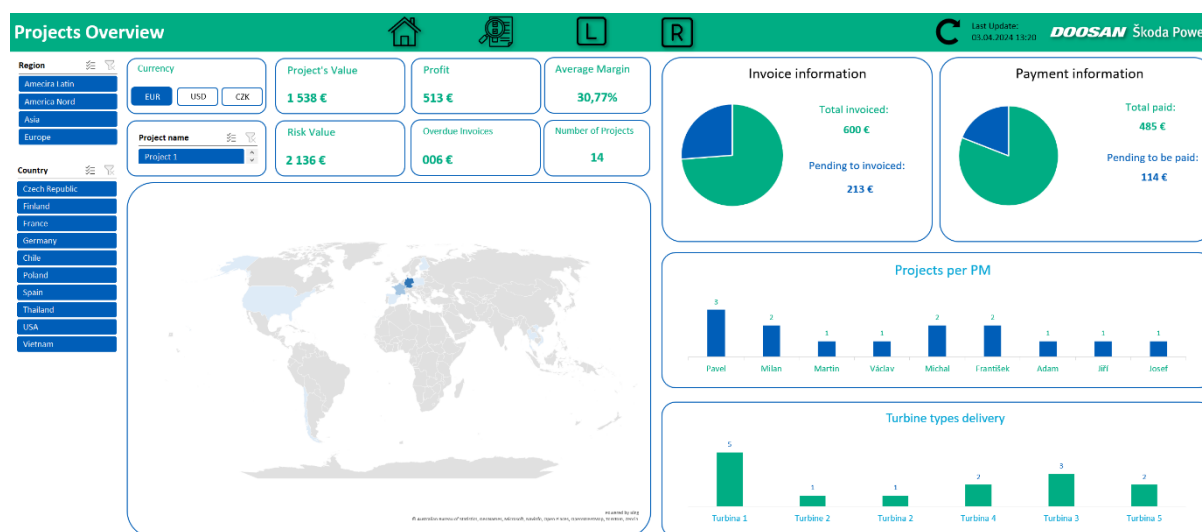 Projects Overview
L
R
Last Update:
03.04.2024 13:20
DOOSAN Škoda Powe
Region
Amecira Latin
America Nord
Asia
Europe
Country
Czech Republic
Finland
France
Germany
Chile
Poland
Spain
Thailand
USA
Vietnam
Currency
EUR
USD
CZK
Project name
Project 1
Project's Value
1 538 €
Profit
513 €
Average Margin
30,77%
Risk Value
2 136 €
Overdue Invoices
006 €
Number of Projects
14
Invoice information
Total invoiced:
600 €
Pending to invoiced:
213 €
Payment information
Total paid:
485 €
Pending to be paid:
114 €
Projects per PM
3
2
1
1
2
2
1
1
1
Pavel
Milan
Martin
Václav
Michal
František
Adam
Jiří
Josef
Turbine types delivery
5
1
1
2
3
2
Turbina 1
Turbine 2
Turbina 2
Turbina 4
Turbina 3
Turbina 5